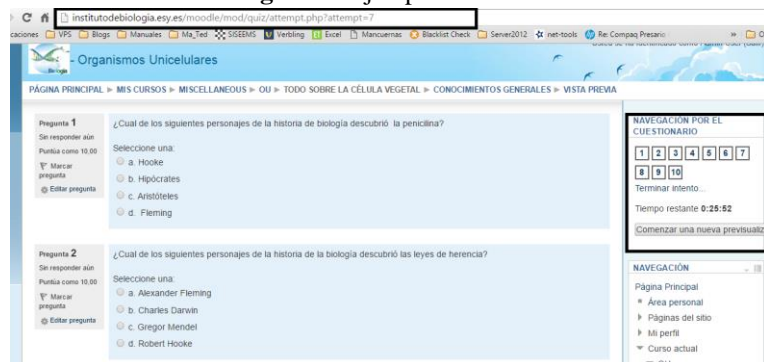 institutodebiologia.esy.es/moodle/mod/quiz/attempt.php?attempt=7
caciones VPS Blogs Manuales Ma_Ted SISEEMS Verbling Excel Mancuernas Blacklist Check Server2012 net-tools Re: Compaq Presario
- Organismos Unicelulares
PÁGINA PRINCIPAL ► MIS CURSOS ► MISCELLANEOUS ► OU ► TODO SOBRE LA CÉLULA VEGETAL ► CONOCIMIENTOS GENERALES ► VISTA PREVIA
Pregunta 1
Sin responder aún
Puntúa como 10,00
Marcar pregunta
Editar pregunta
¿Cual de los siguientes personajes de la historia de biología descubrió la penicilina?
Seleccione una:
a. Hooke
b. Hipócrates
c. Aristóteles
d. Fleming
Pregunta 2
Sin responder aún
Puntúa como 10,00
Marcar pregunta
Editar pregunta
¿Cual de los siguientes personajes de la historia de la biología descubrió las leyes de herencia?
Seleccione una:
a. Alexander Fleming
b. Charles Darwin
c. Gregor Mendel
d. Robert Hooke
NAVEGACIÓN POR EL
CUESTIONARIO
1 2 3 4 5 6 7
8 9 10
Terminar intento...
Tiempo restante 0:25:52
Comenzar una nueva previsualiz
NAVEGACIÓN
Página Principal
Área personal
Páginas del sitio
Mi perfil
Curso actual